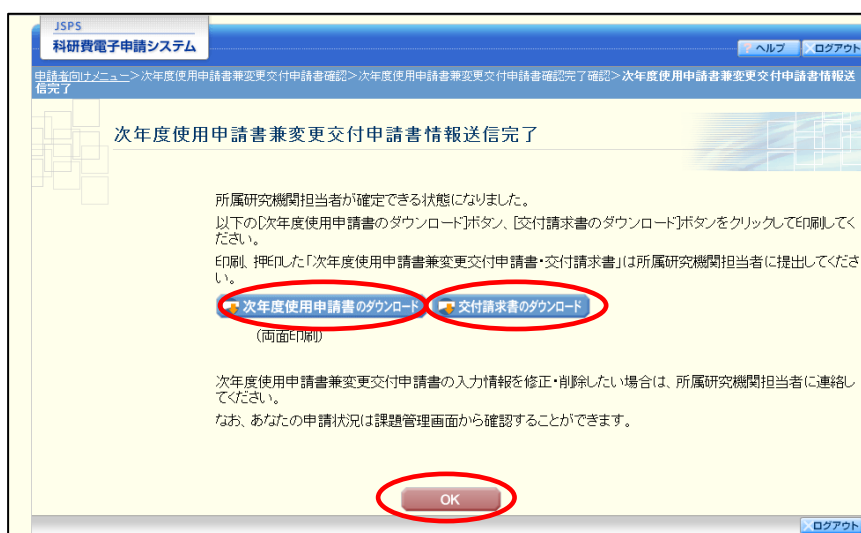 JSPS
科研費電子申請システム
ヘルプ ログアウト
申請者向けメニュー>次年度使用申請書兼変更交付申請書確認>次年度使用申請書兼変更交付申請書確認完了確認>次年度使用申請書兼変更交付申請書情報送
信完了
次年度使用申請書兼変更交付申請書情報送信完了
所属研究機関担当者が確定できる状態になりました。
以下の[次年度使用申請書のダウンロード]ボタン、[交付請求書のダウンロード]ボタンをクリックして印刷してく
ださい。
印刷、押印した「次年度使用申請書兼変更交付申請書・交付請求書」は所属研究機関担当者に提出してくださ
い。
次年度使用申請書のダウンロード 交付請求書のダウンロード
(両面印刷)
次年度使用申請書兼変更交付申請書の入力情報を修正・削除したい場合は、所属研究機関担当者に連絡し
てください。
なお、あなたの申請状況は課題管理画面から確認することができます。
OK
ログアウト